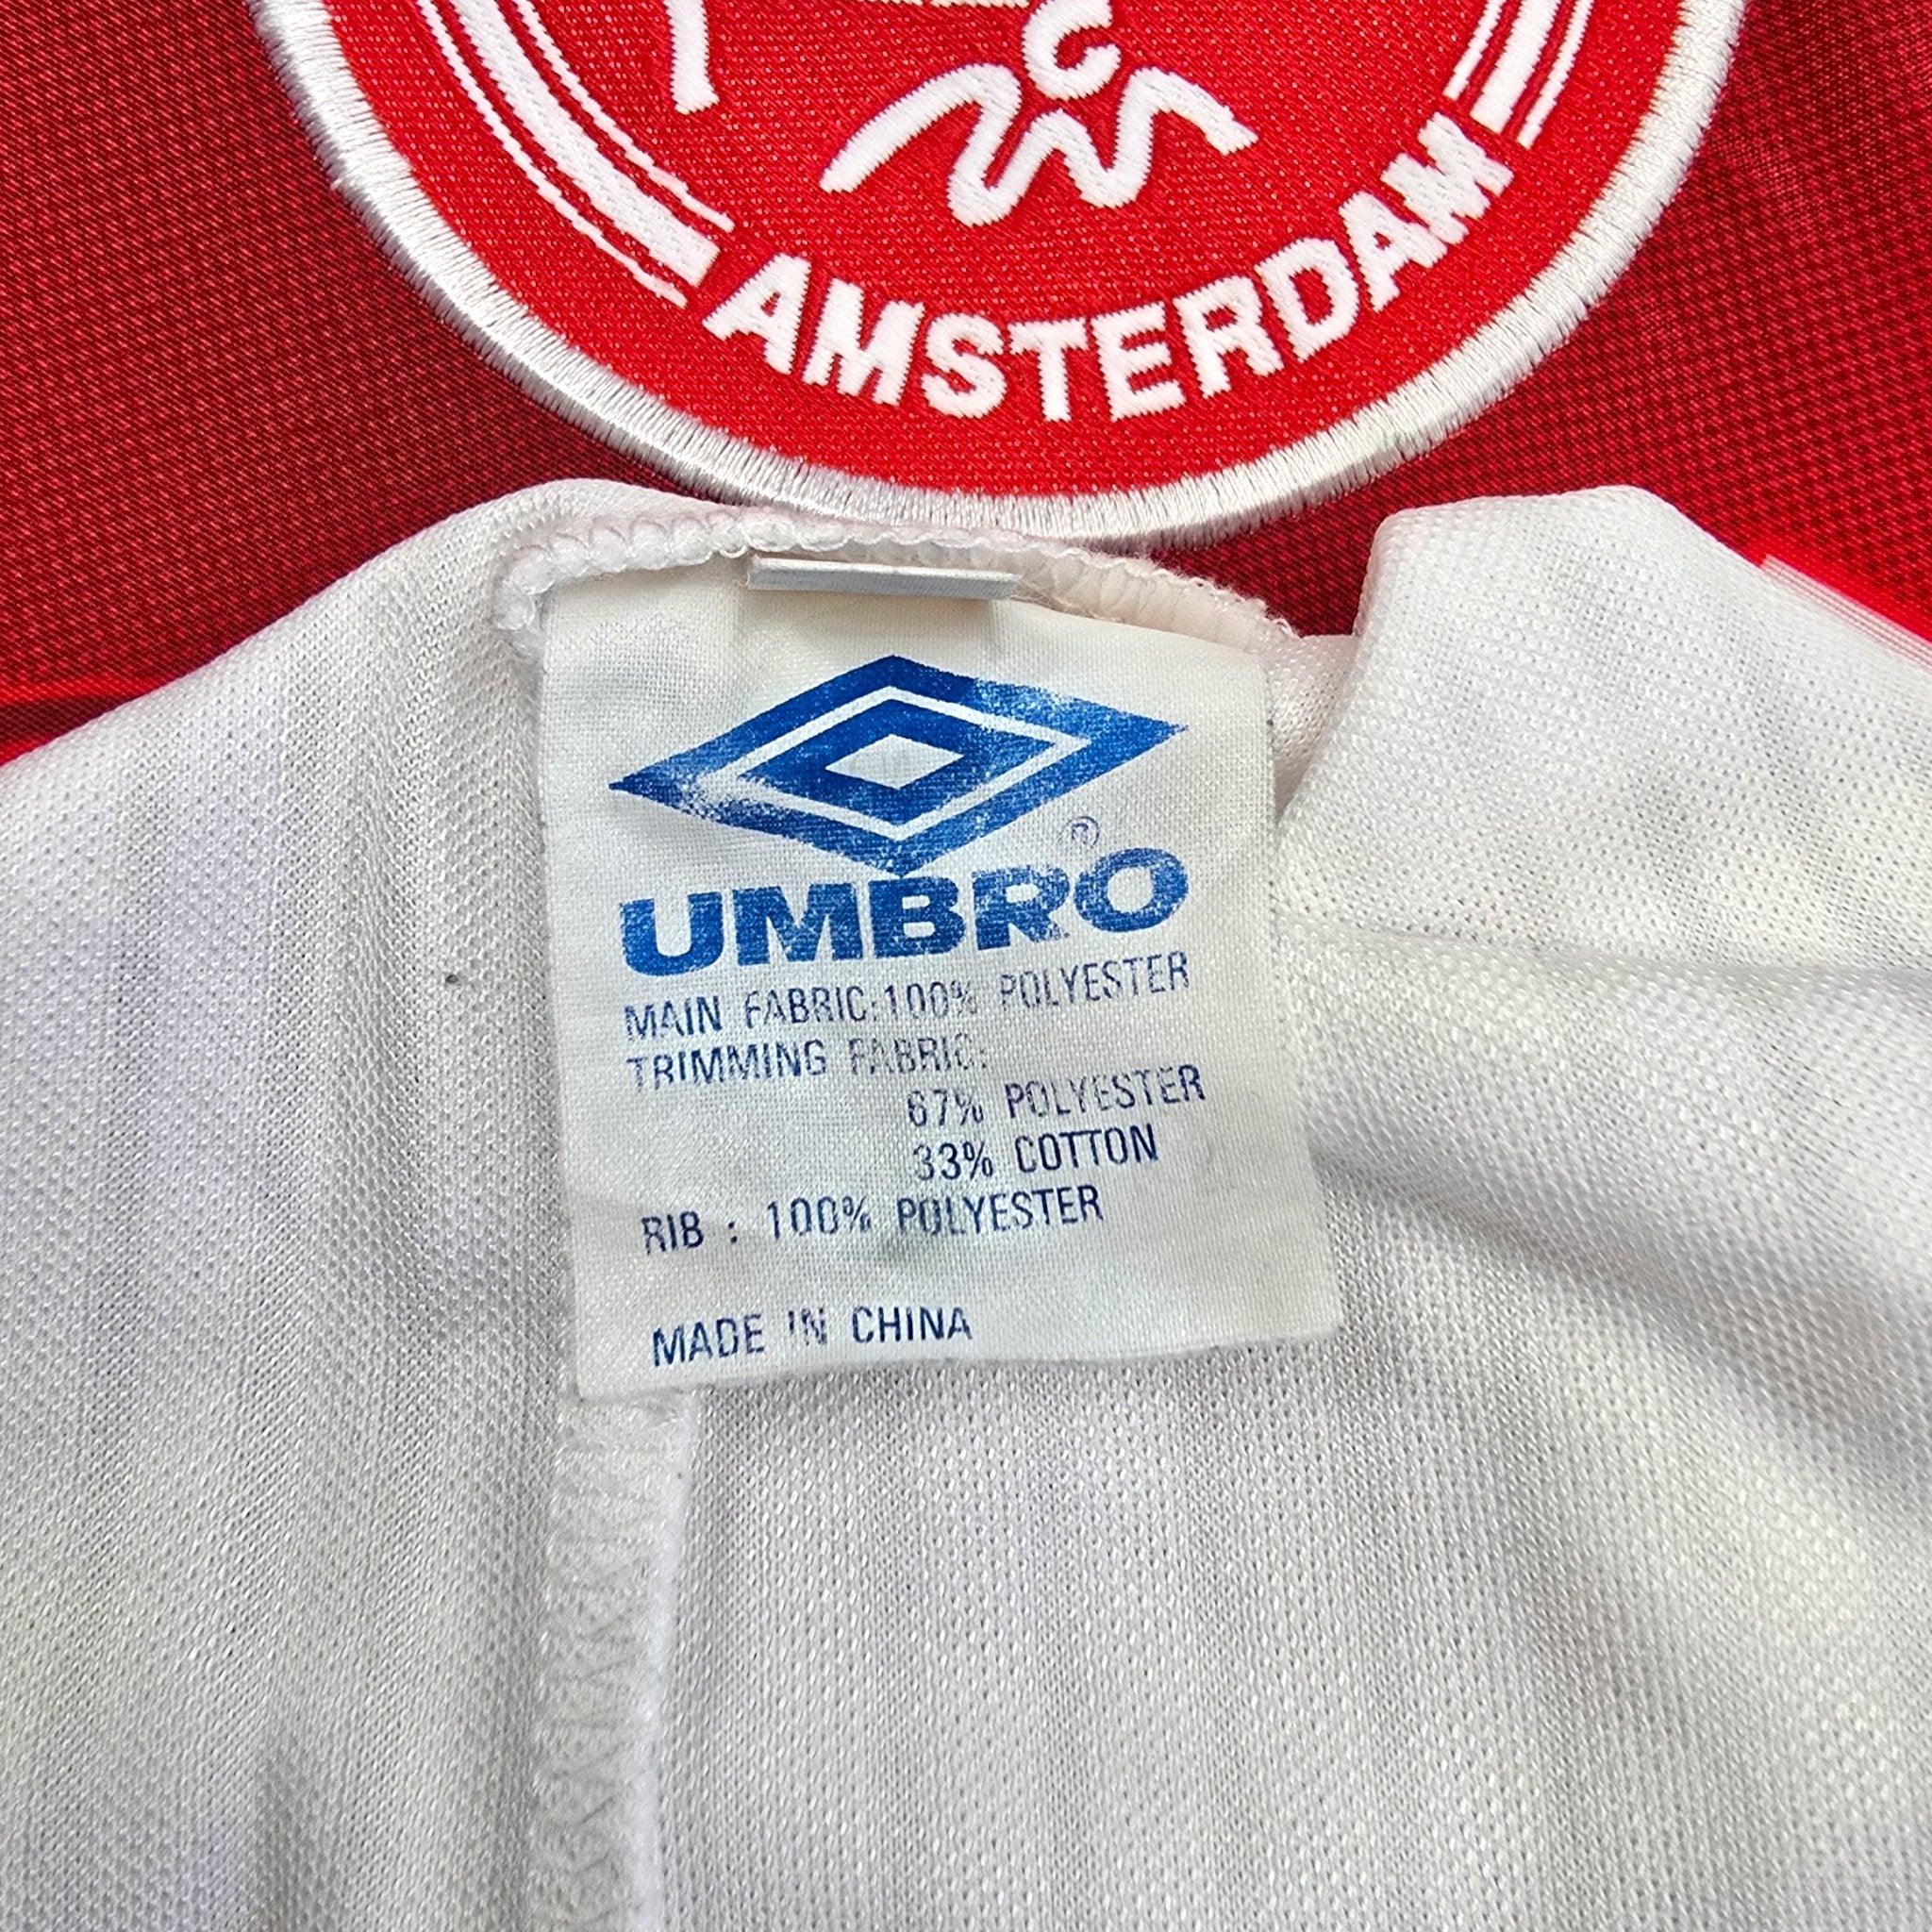 AMSTERDAM
®
UMBRO
MAIN FABRIC:100% POLYESTER
TRIMMING FABRIC:
67% POLYESTER
33% COTTON
RIB : 100% POLYESTER
MADE IN CHINA